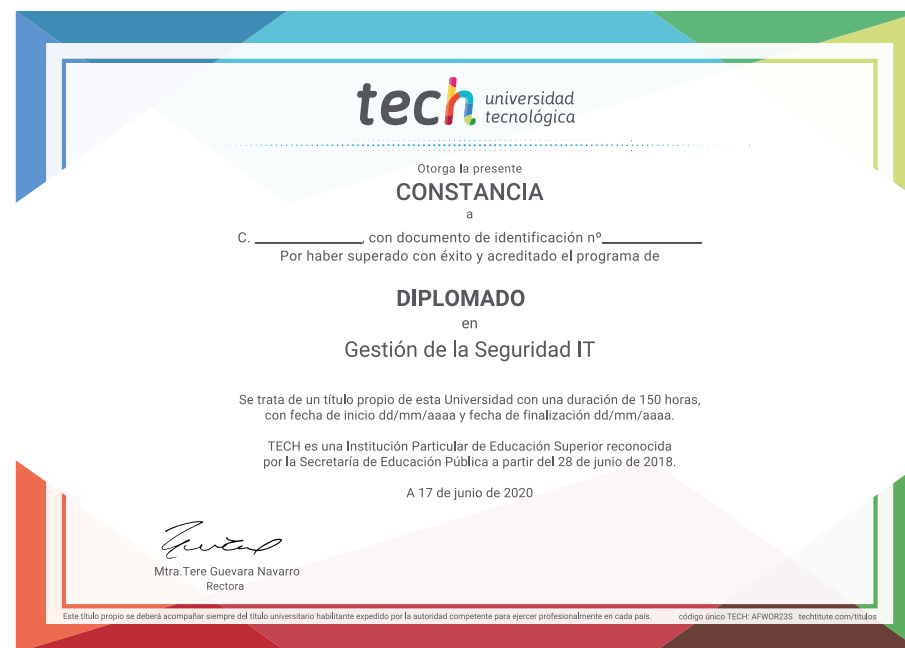 tech universidad
tecnológica
Otorga la presente
CONSTANCIA
a
C. ____________, con documento de identificación nº____________
Por haber superado con éxito y acreditado el programa de
DIPLOMADO
en
Gestión de la Seguridad IT
Se trata de un título propio de esta Universidad con una duración de 150 horas,
con fecha de inicio dd/mm/aaaa y fecha de finalización dd/mm/aaaa.
TECH es una Institución Particular de Educación Superior reconocida
por la Secretaría de Educación Pública a partir del 28 de junio de 2018.
A 17 de junio de 2020
Mtra.Tere Guevara Navarro
Rectora
Este título propio se deberá acompañar siempre del título universitario habilitante expedido por la autoridad competente para ejercer profesionalmente en cada país. código único TECH: AFWOR23S techtitute.com/titulos